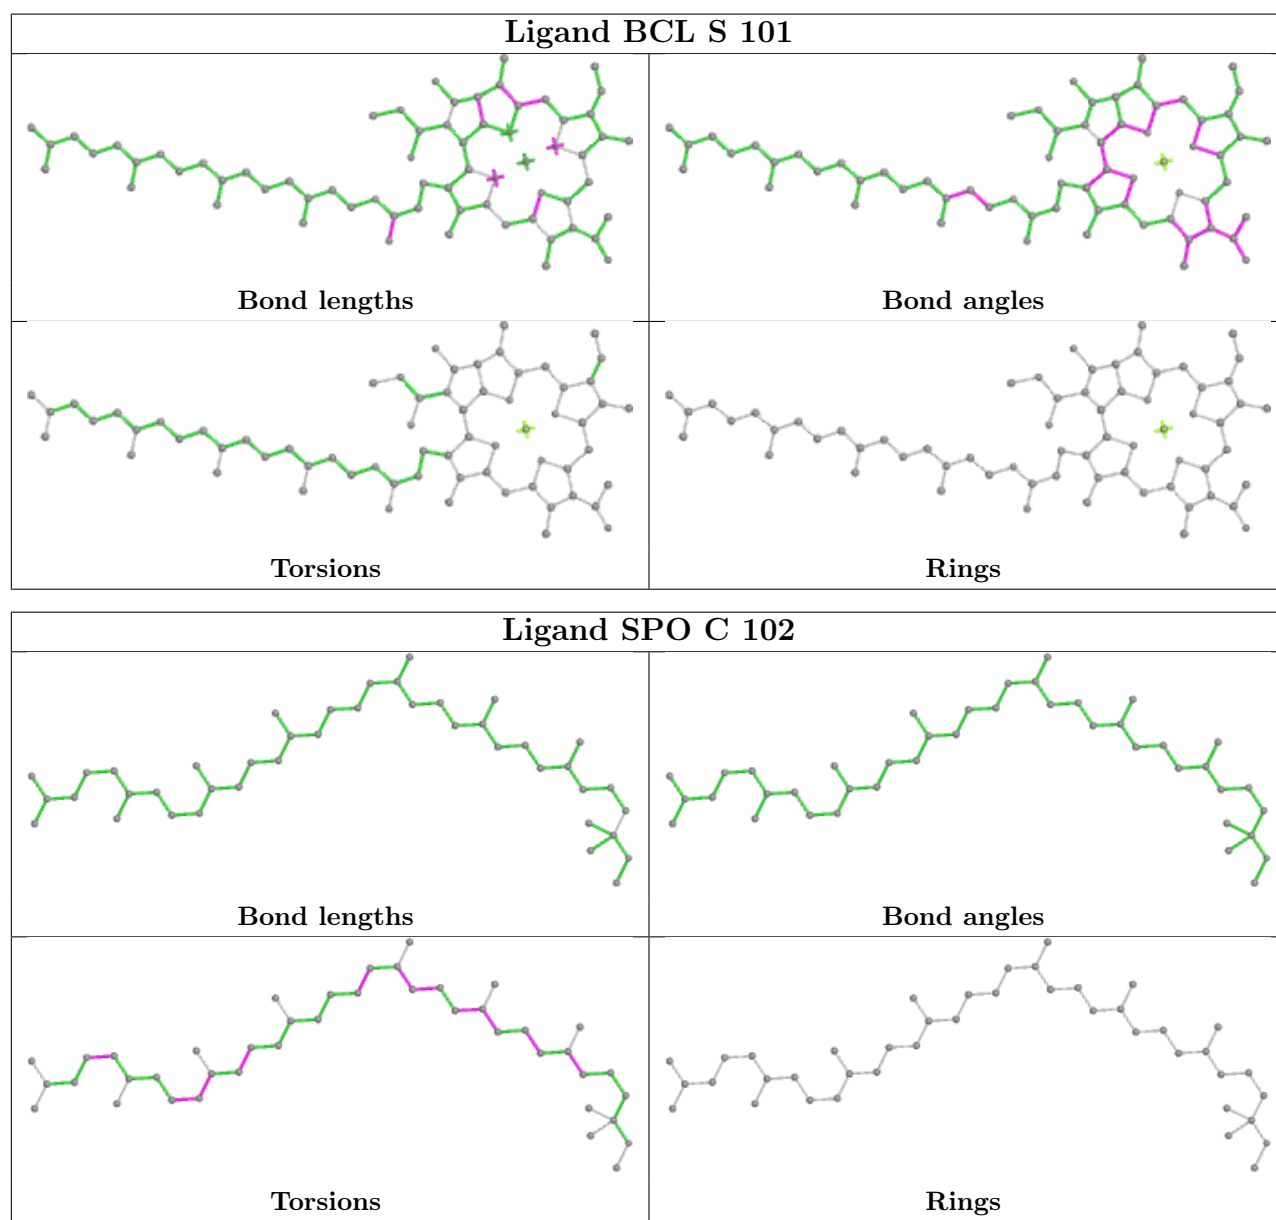 Ligand BCL S 101
Bond lengths
Bond angles
Torsions
Rings
Ligand SPO C 102
Bond lengths
Bond angles
Torsions
Rings